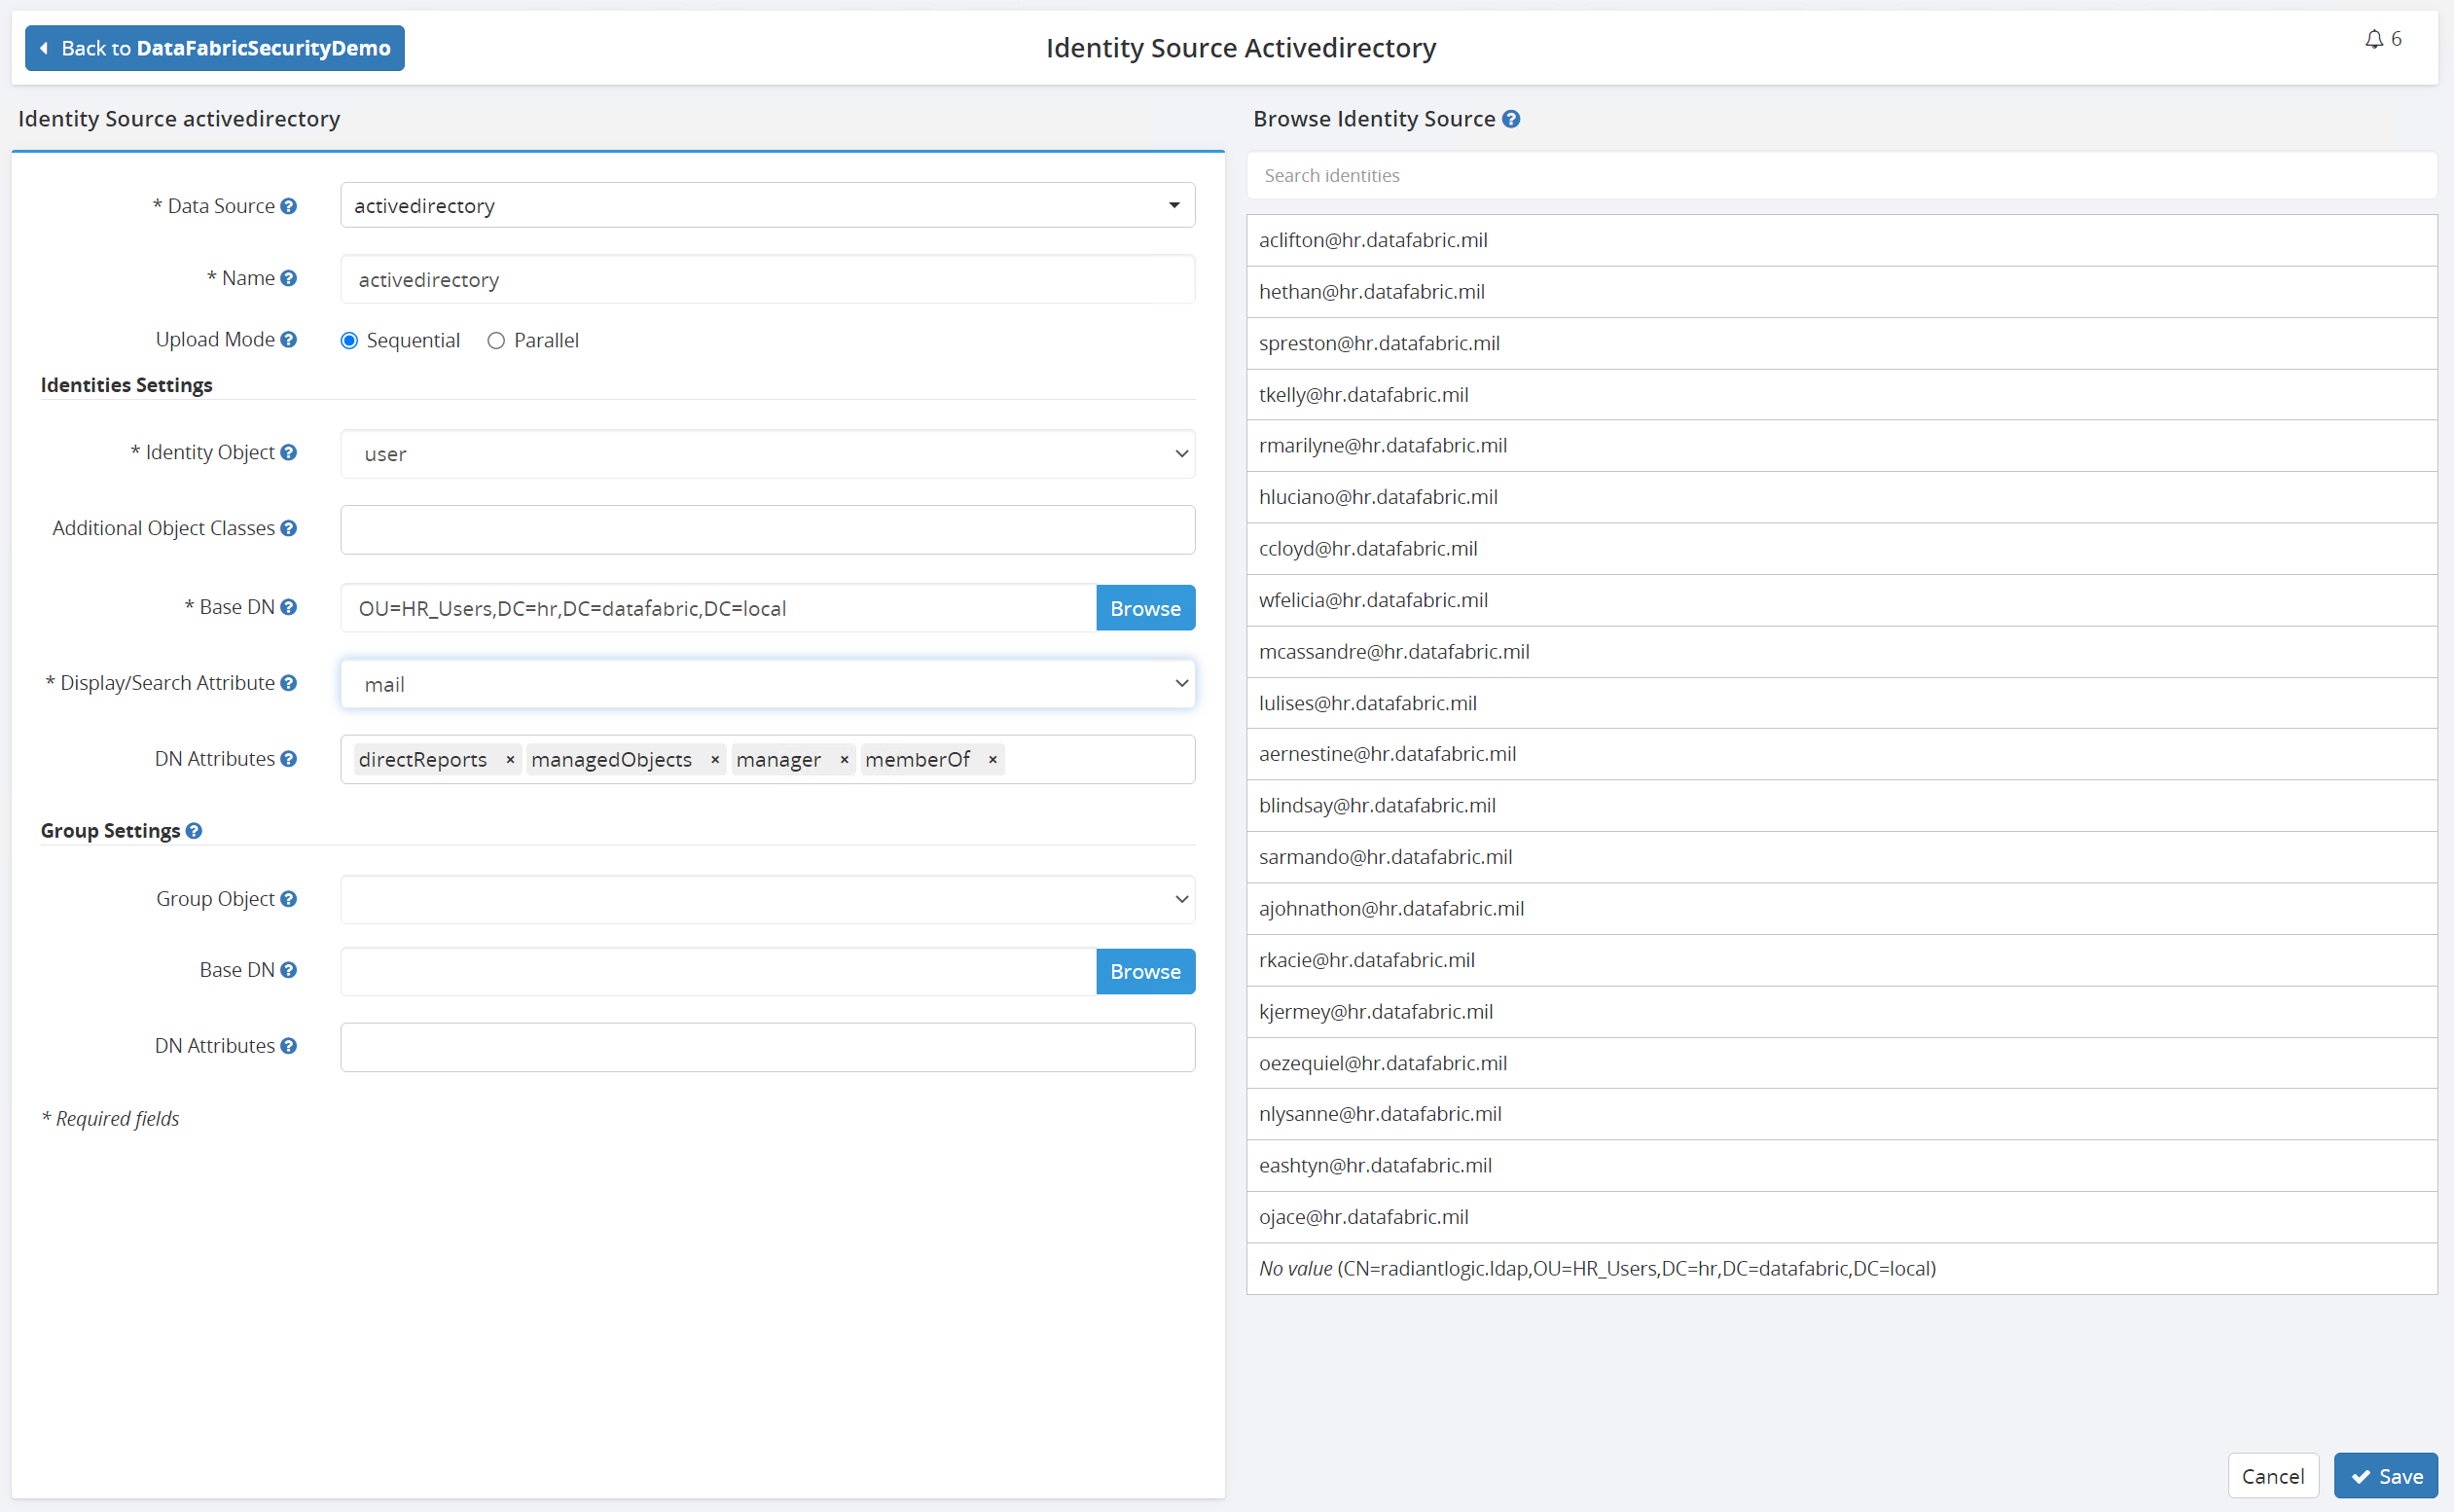 Back to DataFabricSecurityDemo
Identity Source Activedirectory
6
Identity Source activedirectory
* Data Source
activedirectory
* Name
activedirectory
Upload Mode
Sequential
Parallel
Identities Settings
* Identity Object
user
Additional Object Classes
* Base DN
OU=HR_Users,DC=hr,DC=datafabric,DC=local
Browse
* Display/Search Attribute
mail
DN Attributes
directReports × managedObjects × manager × memberOf ×
Group Settings
Group Object
Base DN
Browse
DN Attributes
* Required fields
Browse Identity Source
Search identities
aclifton@hr.datafabric.mil
hethan@hr.datafabric.mil
spreston@hr.datafabric.mil
tkelly@hr.datafabric.mil
rmarilyne@hr.datafabric.mil
hluciano@hr.datafabric.mil
ccloyd@hr.datafabric.mil
wfelicia@hr.datafabric.mil
mcassandre@hr.datafabric.mil
lulises@hr.datafabric.mil
aernestine@hr.datafabric.mil
blindsay@hr.datafabric.mil
sarmando@hr.datafabric.mil
ajohnathon@hr.datafabric.mil
rkacie@hr.datafabric.mil
kjermey@hr.datafabric.mil
oezequiel@hr.datafabric.mil
nlysanne@hr.datafabric.mil
eashtyn@hr.datafabric.mil
ojace@hr.datafabric.mil
No value (CN=radiantlogic.ldap,OU=HR_Users,DC=hr,DC=datafabric,DC=local)
Cancel
Save